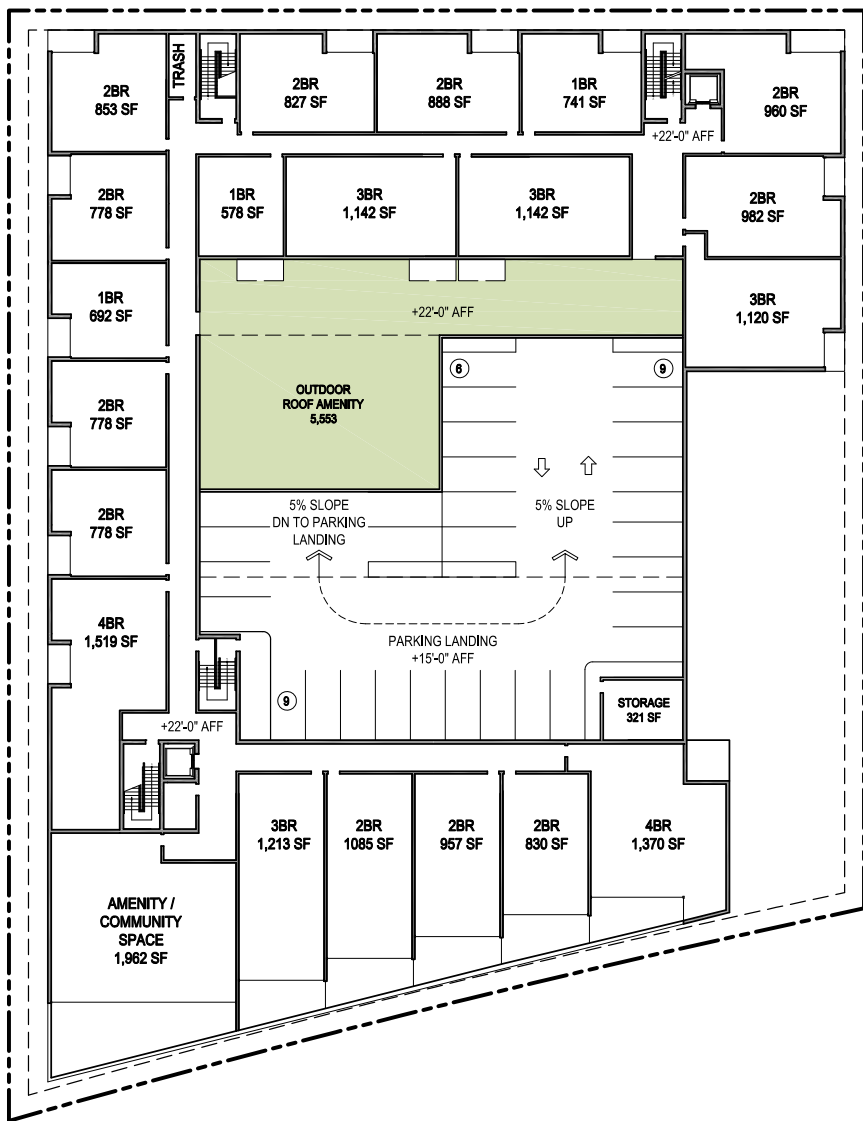 2BR
853 SF
TRASH
2BR
827 SF
2BR
888 SF
1BR
741 SF
2BR
960 SF
+22'-0" AFF
2BR
778 SF
1BR
578 SF
3BR
1,142 SF
3BR
1,142 SF
2BR
982 SF
1BR
692 SF
+22'-0" AFF
3BR
1,120 SF
6
9
2BR
778 SF
OUTDOOR
ROOF AMENITY
5,553
2BR
778 SF
5% SLOPE
DN TO PARKING
LANDING
5% SLOPE
UP
4BR
1,519 SF
PARKING LANDING
+15'-0" AFF
9
STORAGE
321 SF
+22'-0" AFF
3BR
1,213 SF
2BR
1085 SF
2BR
957 SF
2BR
830 SF
4BR
1,370 SF
AMENITY /
COMMUNITY
SPACE
1,962 SF